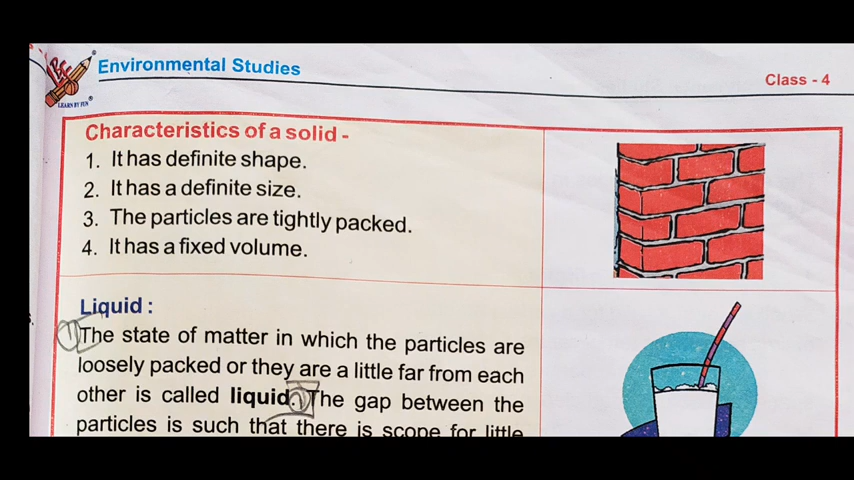 Environmental Studies
Class - 4
LEARN BY FUN
Characteristics of a solid -
1. It has definite shape.
2. It has a definite size.
3. The particles are tightly packed.
4. It has a fixed volume.
Liquid :
The state of matter in which the particles are
loosely packed or they are a little far from each
other is called liquid. The gap between the
particles is such that there is scope for little